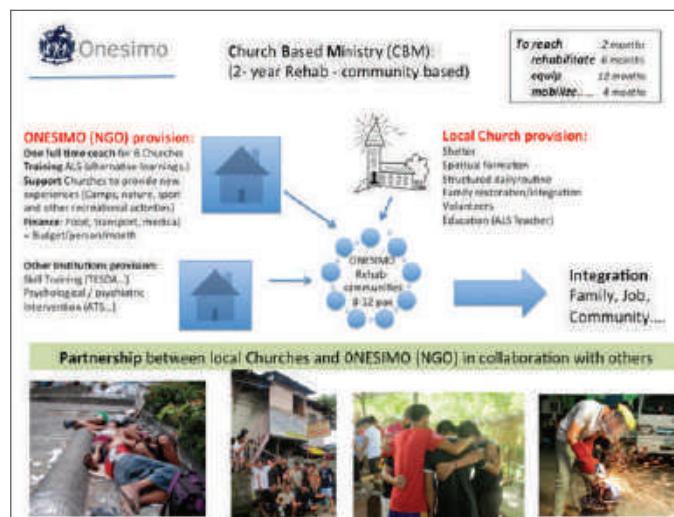 Onesimo
Church Based Ministry (CBM):
(2- year Rehab - community based)
To reach 2 months
rehabilitate 6 months
equip 12 months
mobilize..... 4 months
ONESIMO (NGO) provision:
One full time coach for 6 Churches
Training ALS (alternative learnings.)
Support Churches to provide new
experiences (Camps, nature, sport
and other recreational activities)
Finance: Food, transport, medical
= Budget/person/month
Local Church provision:
Shelter
Spiritual formation
Structured daily routine
Family restoration/integration
Volunteers
Education (ALS Teacher)
Other Institutions provision:
Skill Training (TESDA...)
Psychological / psychiatric
Intervention (ATS...)
ONESIMO
Rehab
communities
8-12 pax
Integration
Family, Job,
Community....
Partnership between local Churches and ONESIMO (NGO) in collaboration with others